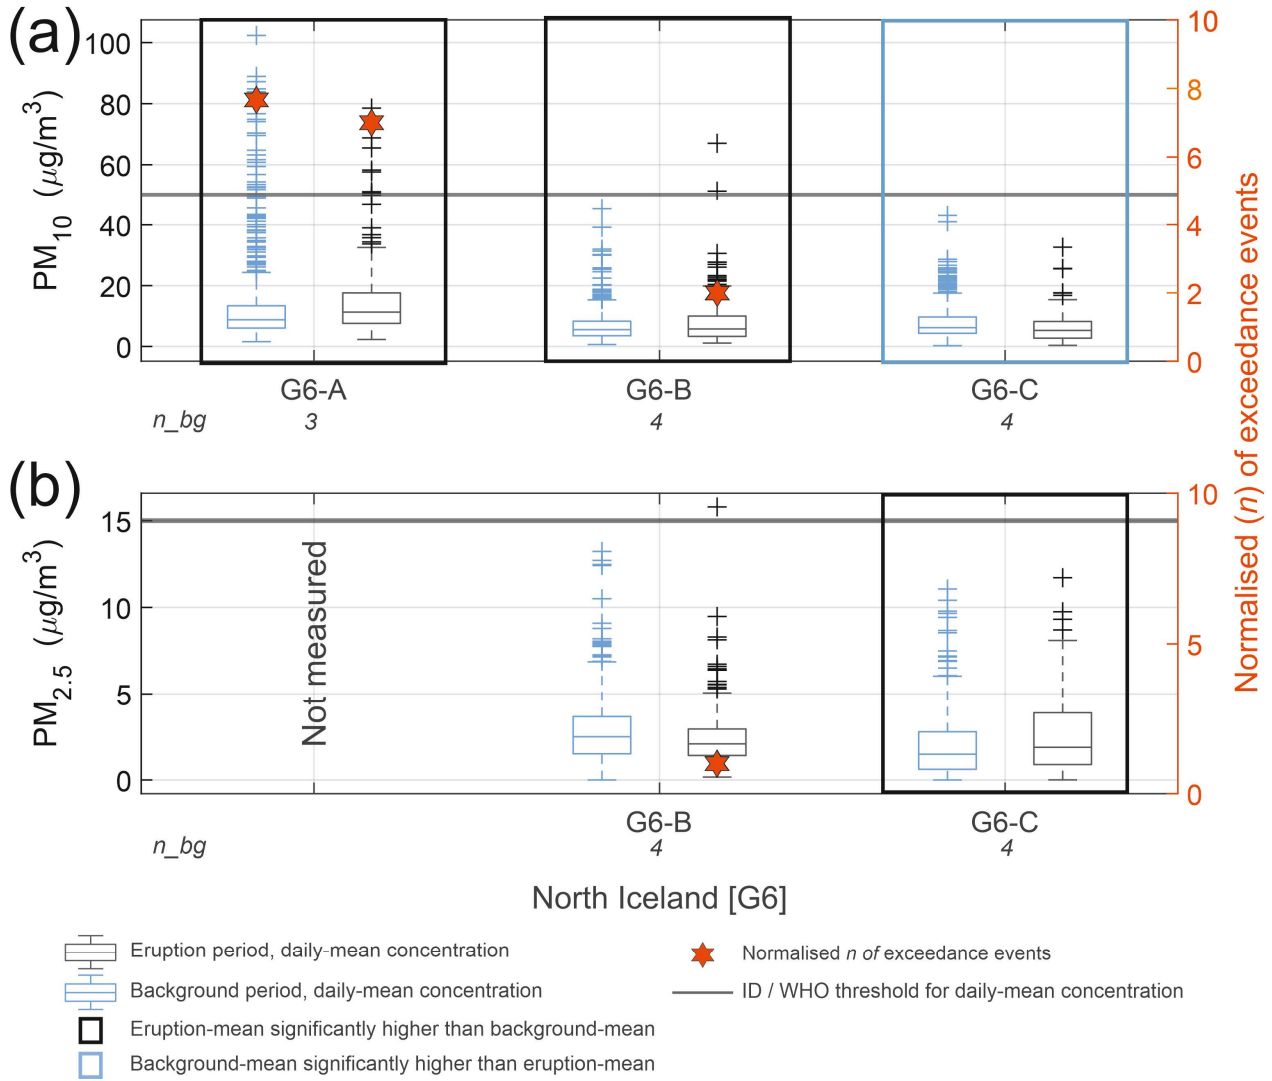 (a)
100
80
60
40
20
0
PM10 (μg/m3)
10
8
6
4
2
0
G6-A
G6-B
G6-C
n_bg
3
4
4
Normalised (n) of exceedance events
(b)
15
10
5
0
PM2.5 (μg/m3)
Not measured
10
5
0
G6-B
G6-C
n_bg
4
4
North Iceland [G6]
Eruption period, daily-mean concentration
Normalised n of exceedance events
Background period, daily-mean concentration
ID / WHO threshold for daily-mean concentration
Eruption-mean significantly higher than background-mean
Background-mean significantly higher than eruption-mean